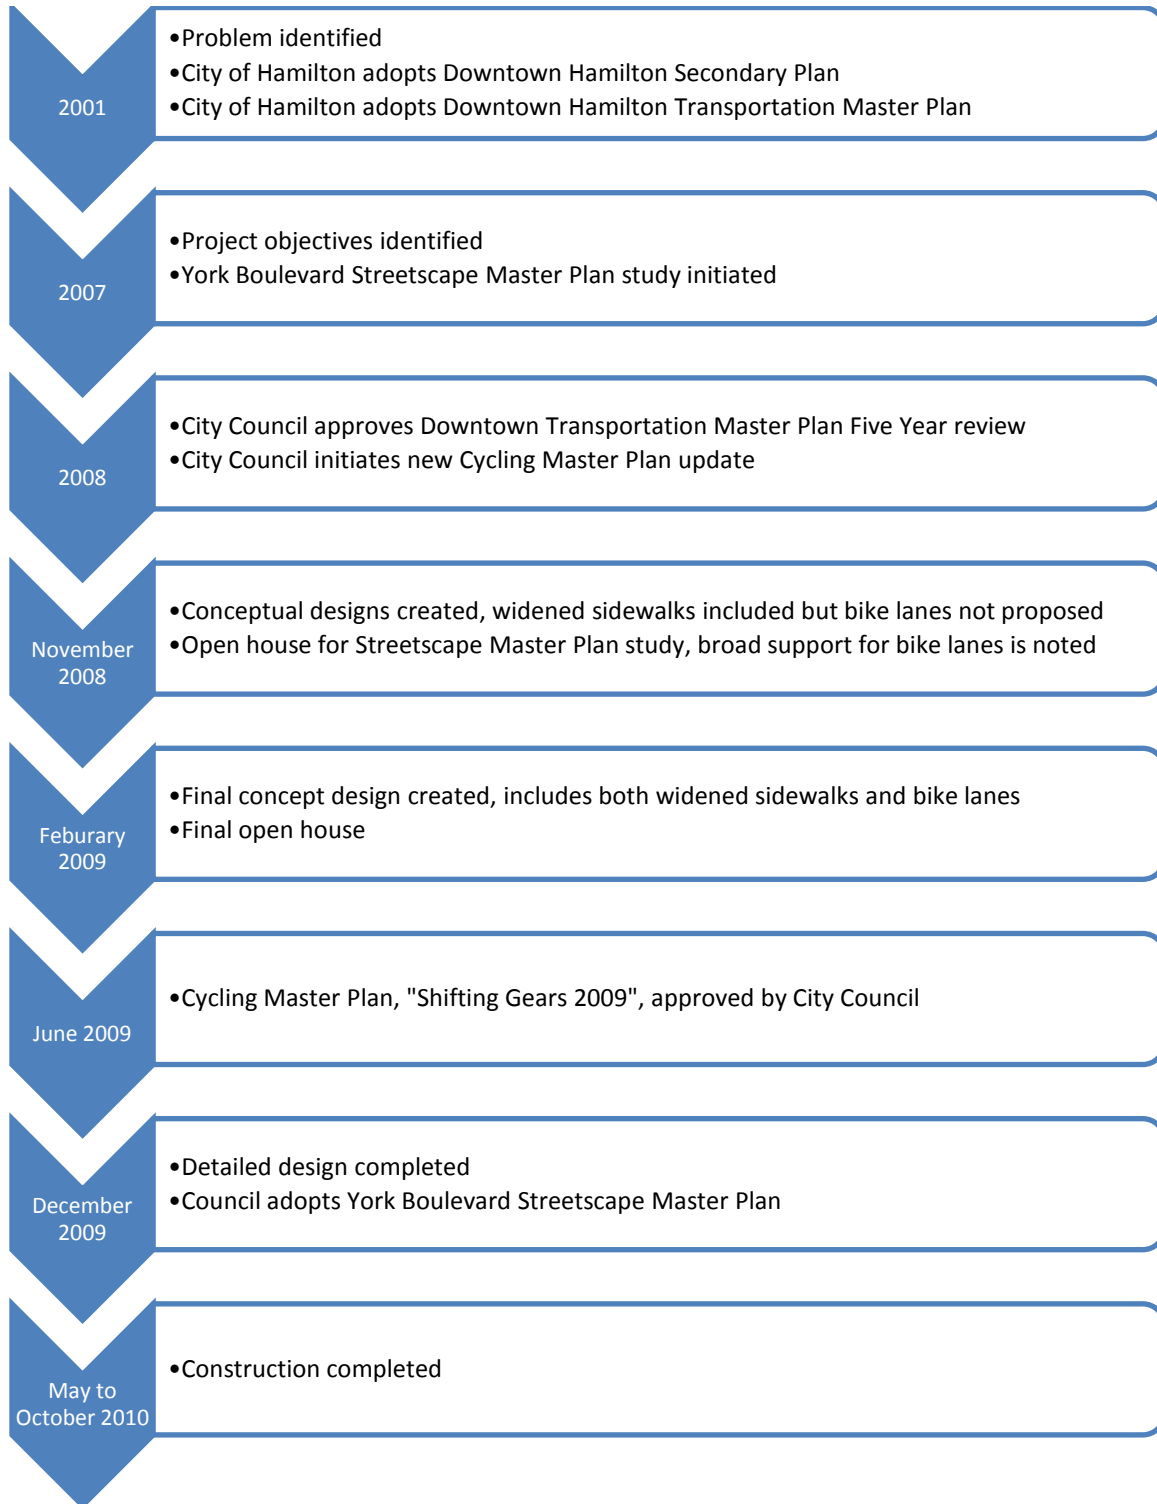 2001
•Problem identified
•City of Hamilton adopts Downtown Hamilton Secondary Plan
•City of Hamilton adopts Downtown Hamilton Transportation Master Plan
2007
•Project objectives identified
•York Boulevard Streetscape Master Plan study initiated
2008
•City Council approves Downtown Transportation Master Plan Five Year review
•City Council initiates new Cycling Master Plan update
November
2008
•Conceptual designs created, widened sidewalks included but bike lanes not proposed
•Open house for Streetscape Master Plan study, broad support for bike lanes is noted
Feburary
2009
•Final concept design created, includes both widened sidewalks and bike lanes
•Final open house
June 2009
•Cycling Master Plan, "Shifting Gears 2009", approved by City Council
December
2009
•Detailed design completed
•Council adopts York Boulevard Streetscape Master Plan
May to
October 2010
•Construction completed